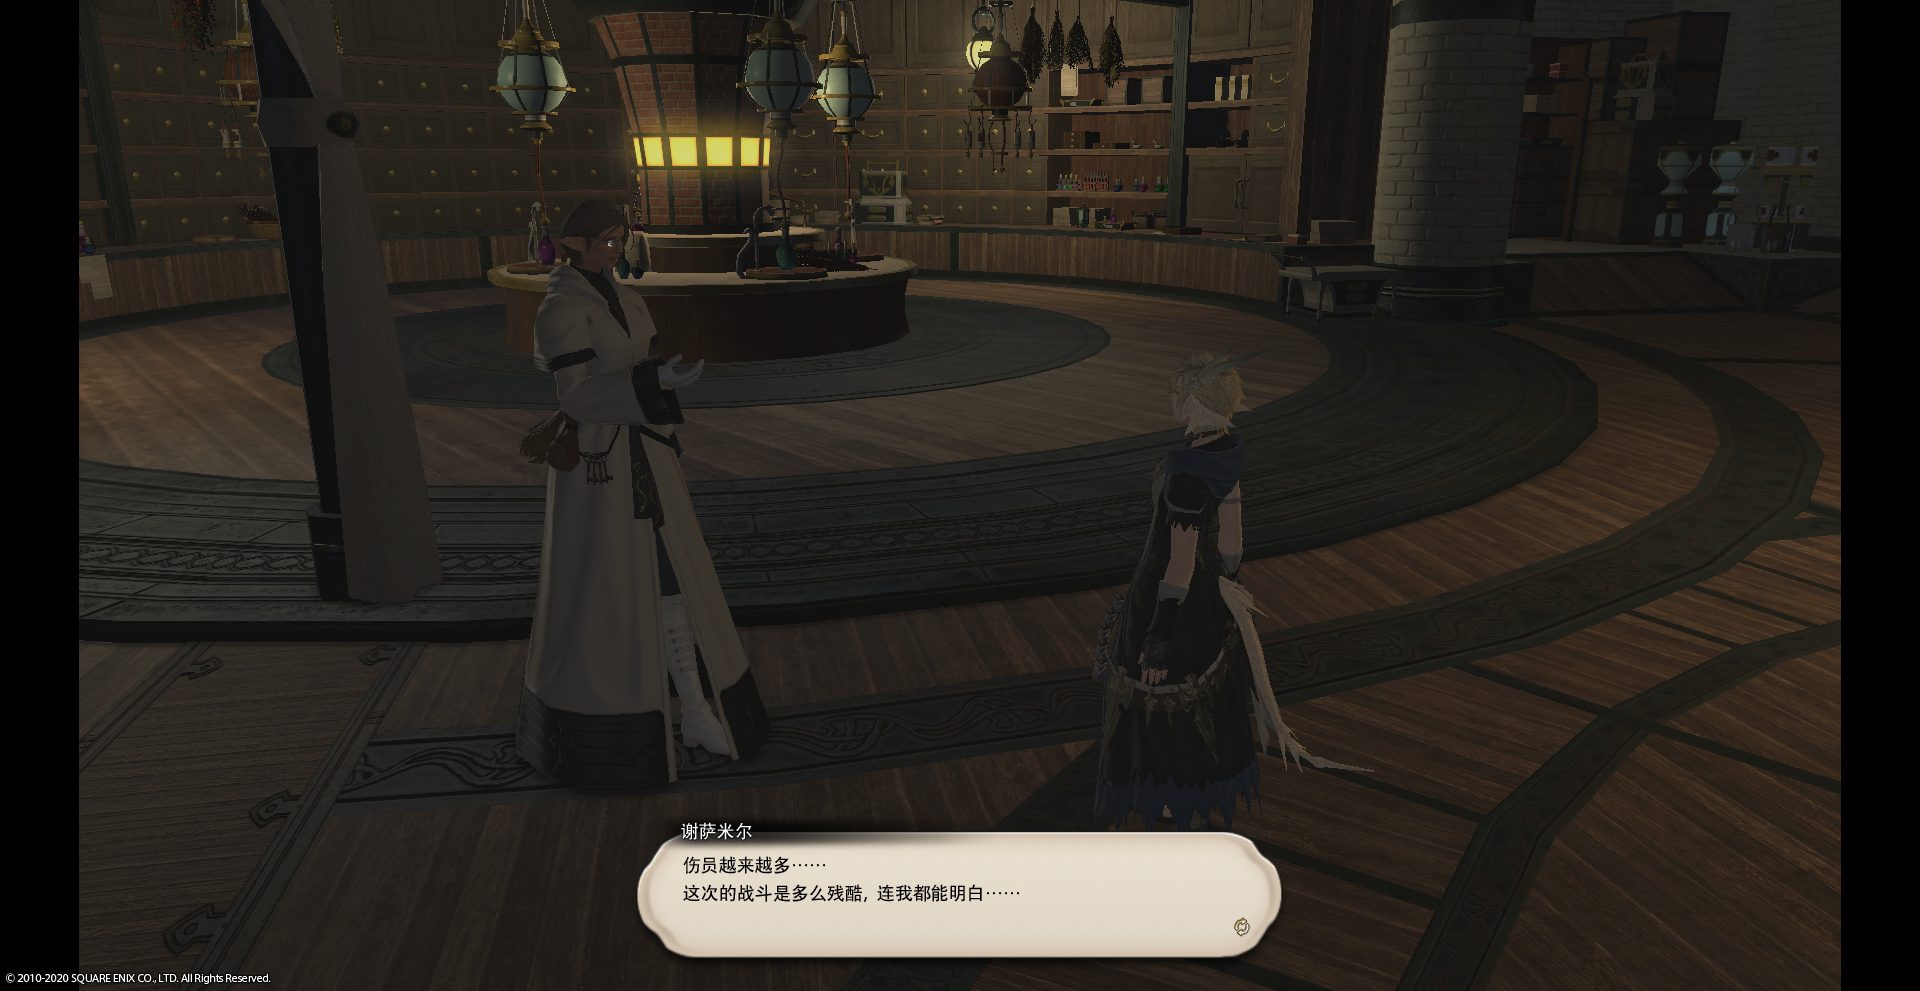 谢萨米尔
伤员越来越多……
这次的战斗是多么残酷, 连我都能明白……
© 2010-2020 SQUARE ENIX CO., LTD. All Rights Reserved.